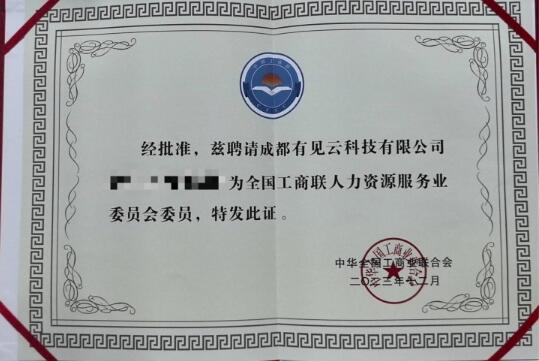 经批准，兹聘请成都有见云科技有限公司
为全国工商联人力资源服务业
委员会委员，特发此证。
中华全国工商业联合会
二〇二三年十二月